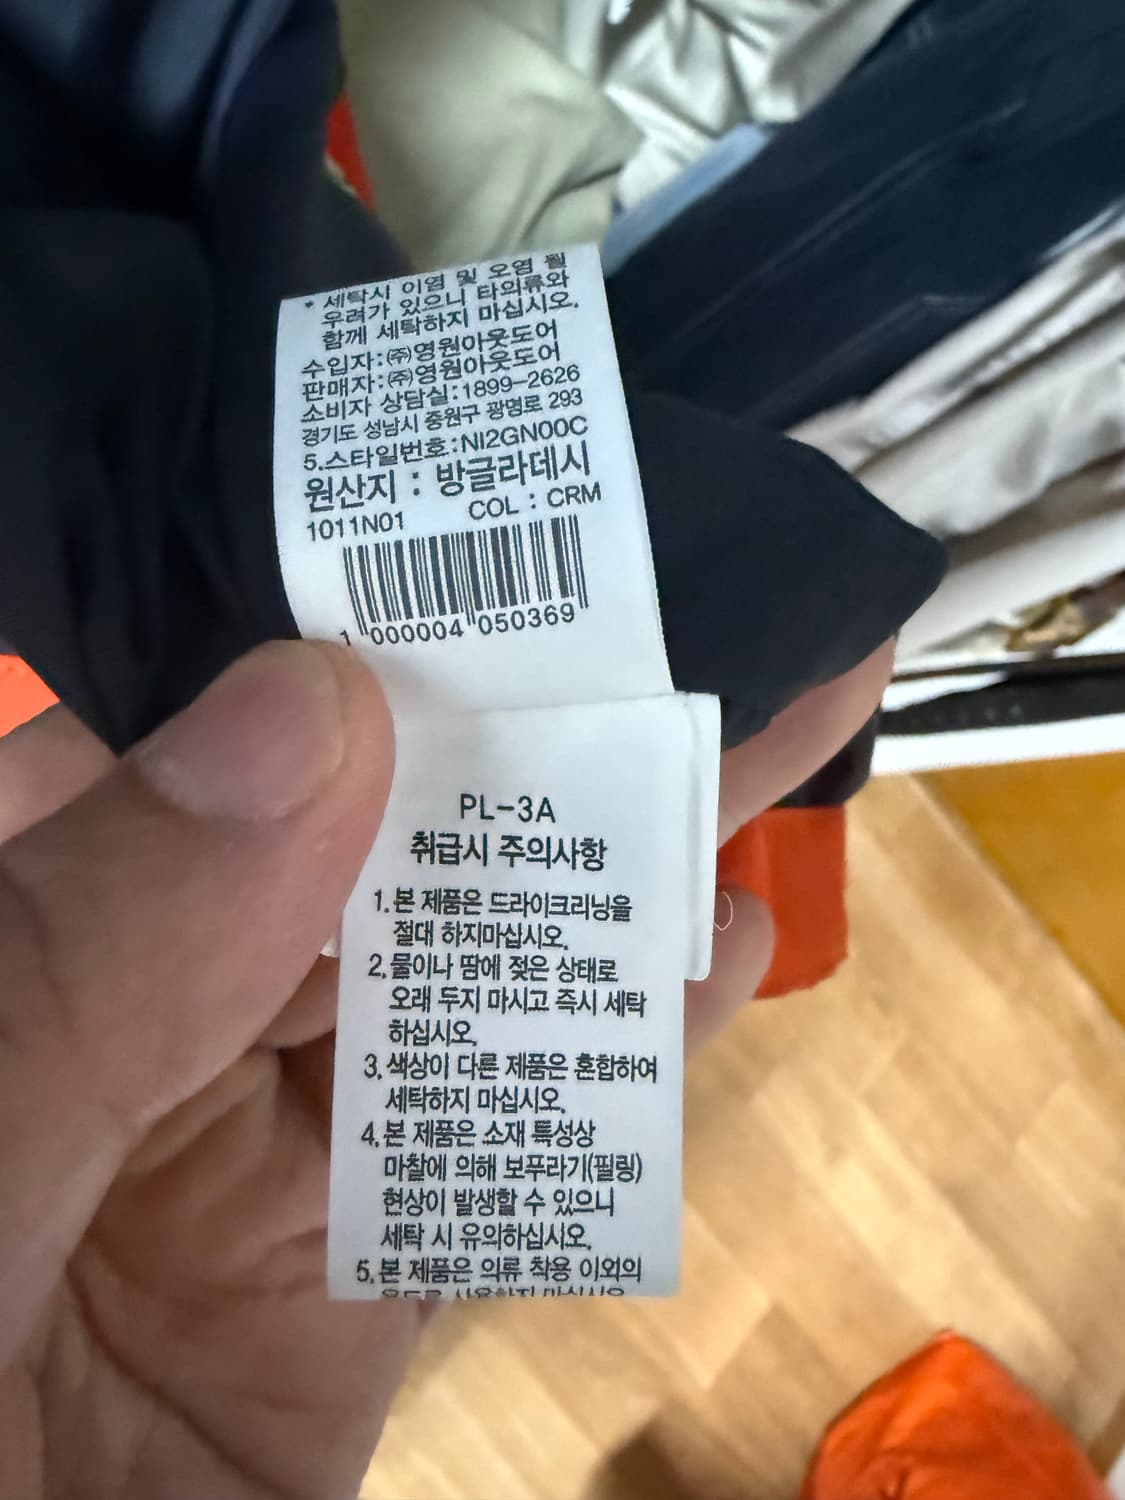 * 세탁시 이염 및 오염 될
우려가 있으니 타의류와
함께 세탁하지 마십시오.
수입자:㈜영원아웃도어
판매자:㈜영원아웃도어
소비자 상담실:1899-2626
경기도 성남시 중원구 광명로 293
5.스타일번호:NI2GN00C
원산지 : 방글라데시
1011N01 COL : CRM
1 000004 050369
PL-3A
취급시 주의사항
1.본 제품은 드라이크리닝을
절대 하지마십시오.
2.물이나 땀에 젖은 상태로
오래 두지 마시고 즉시 세탁
하십시오.
3.색상이 다른 제품은 혼합하여
세탁하지 마십시오.
4.본 제품은 소재 특성상
마찰에 의해 보푸라기(필링)
현상이 발생할 수 있으니
세탁 시 유의하십시오.
5.본 제품은 의류 착용 이외의
용도로 사용하지 마십시오